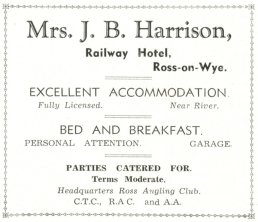 Mrs. J. B. Harrison,
Railway Hotel,
Ross-on-Wye.
EXCELLENT ACCOMMODATION.
Fully Licensed. Near River.
BED AND BREAKFAST.
PERSONAL ATTENTION. GARAGE.
PARTIES CATERED FOR.
Terms Moderate.
Headquarters Ross Angling Club.
C.T.C., R.A.C. and A.A.